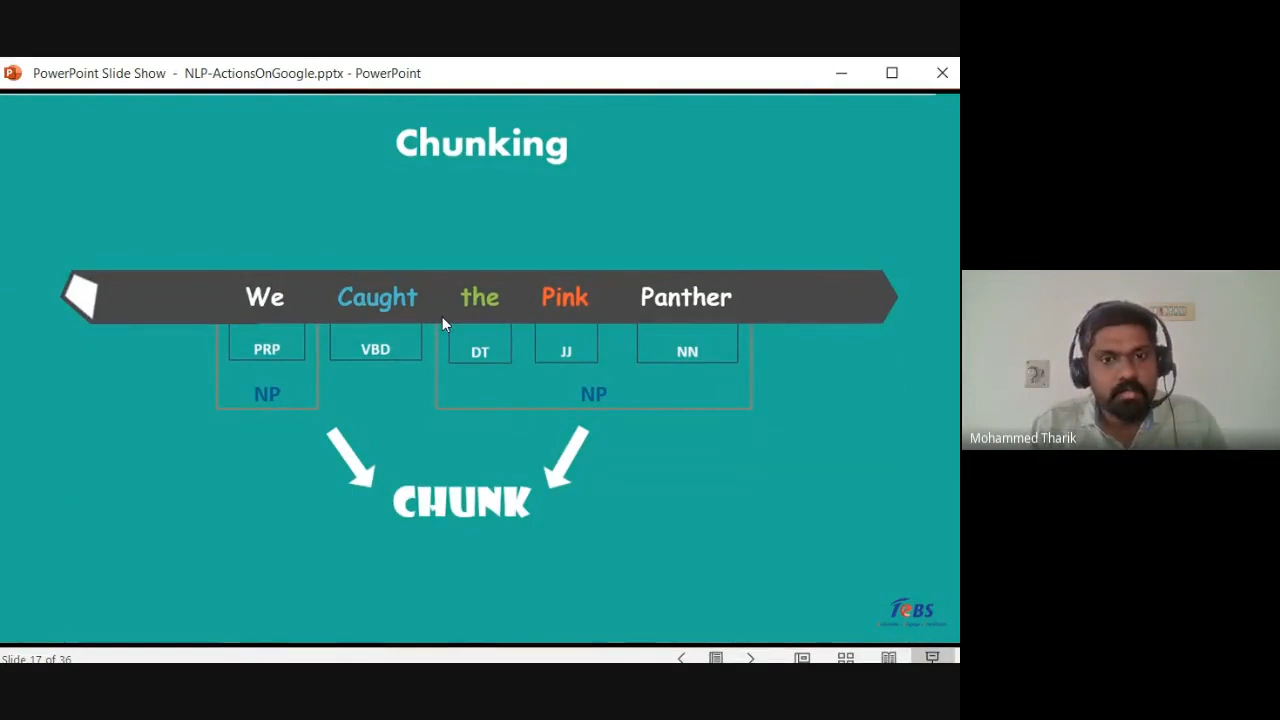 PowerPoint Slide Show - NLP-ActionsOnGoogle.pptx - PowerPoint
Chunking
We Caught the Pink Panther
PRP VBD DT JJ NN
NP NP
CHUNK
TeBS
Mohammed Tharik
Slide 17 of 36